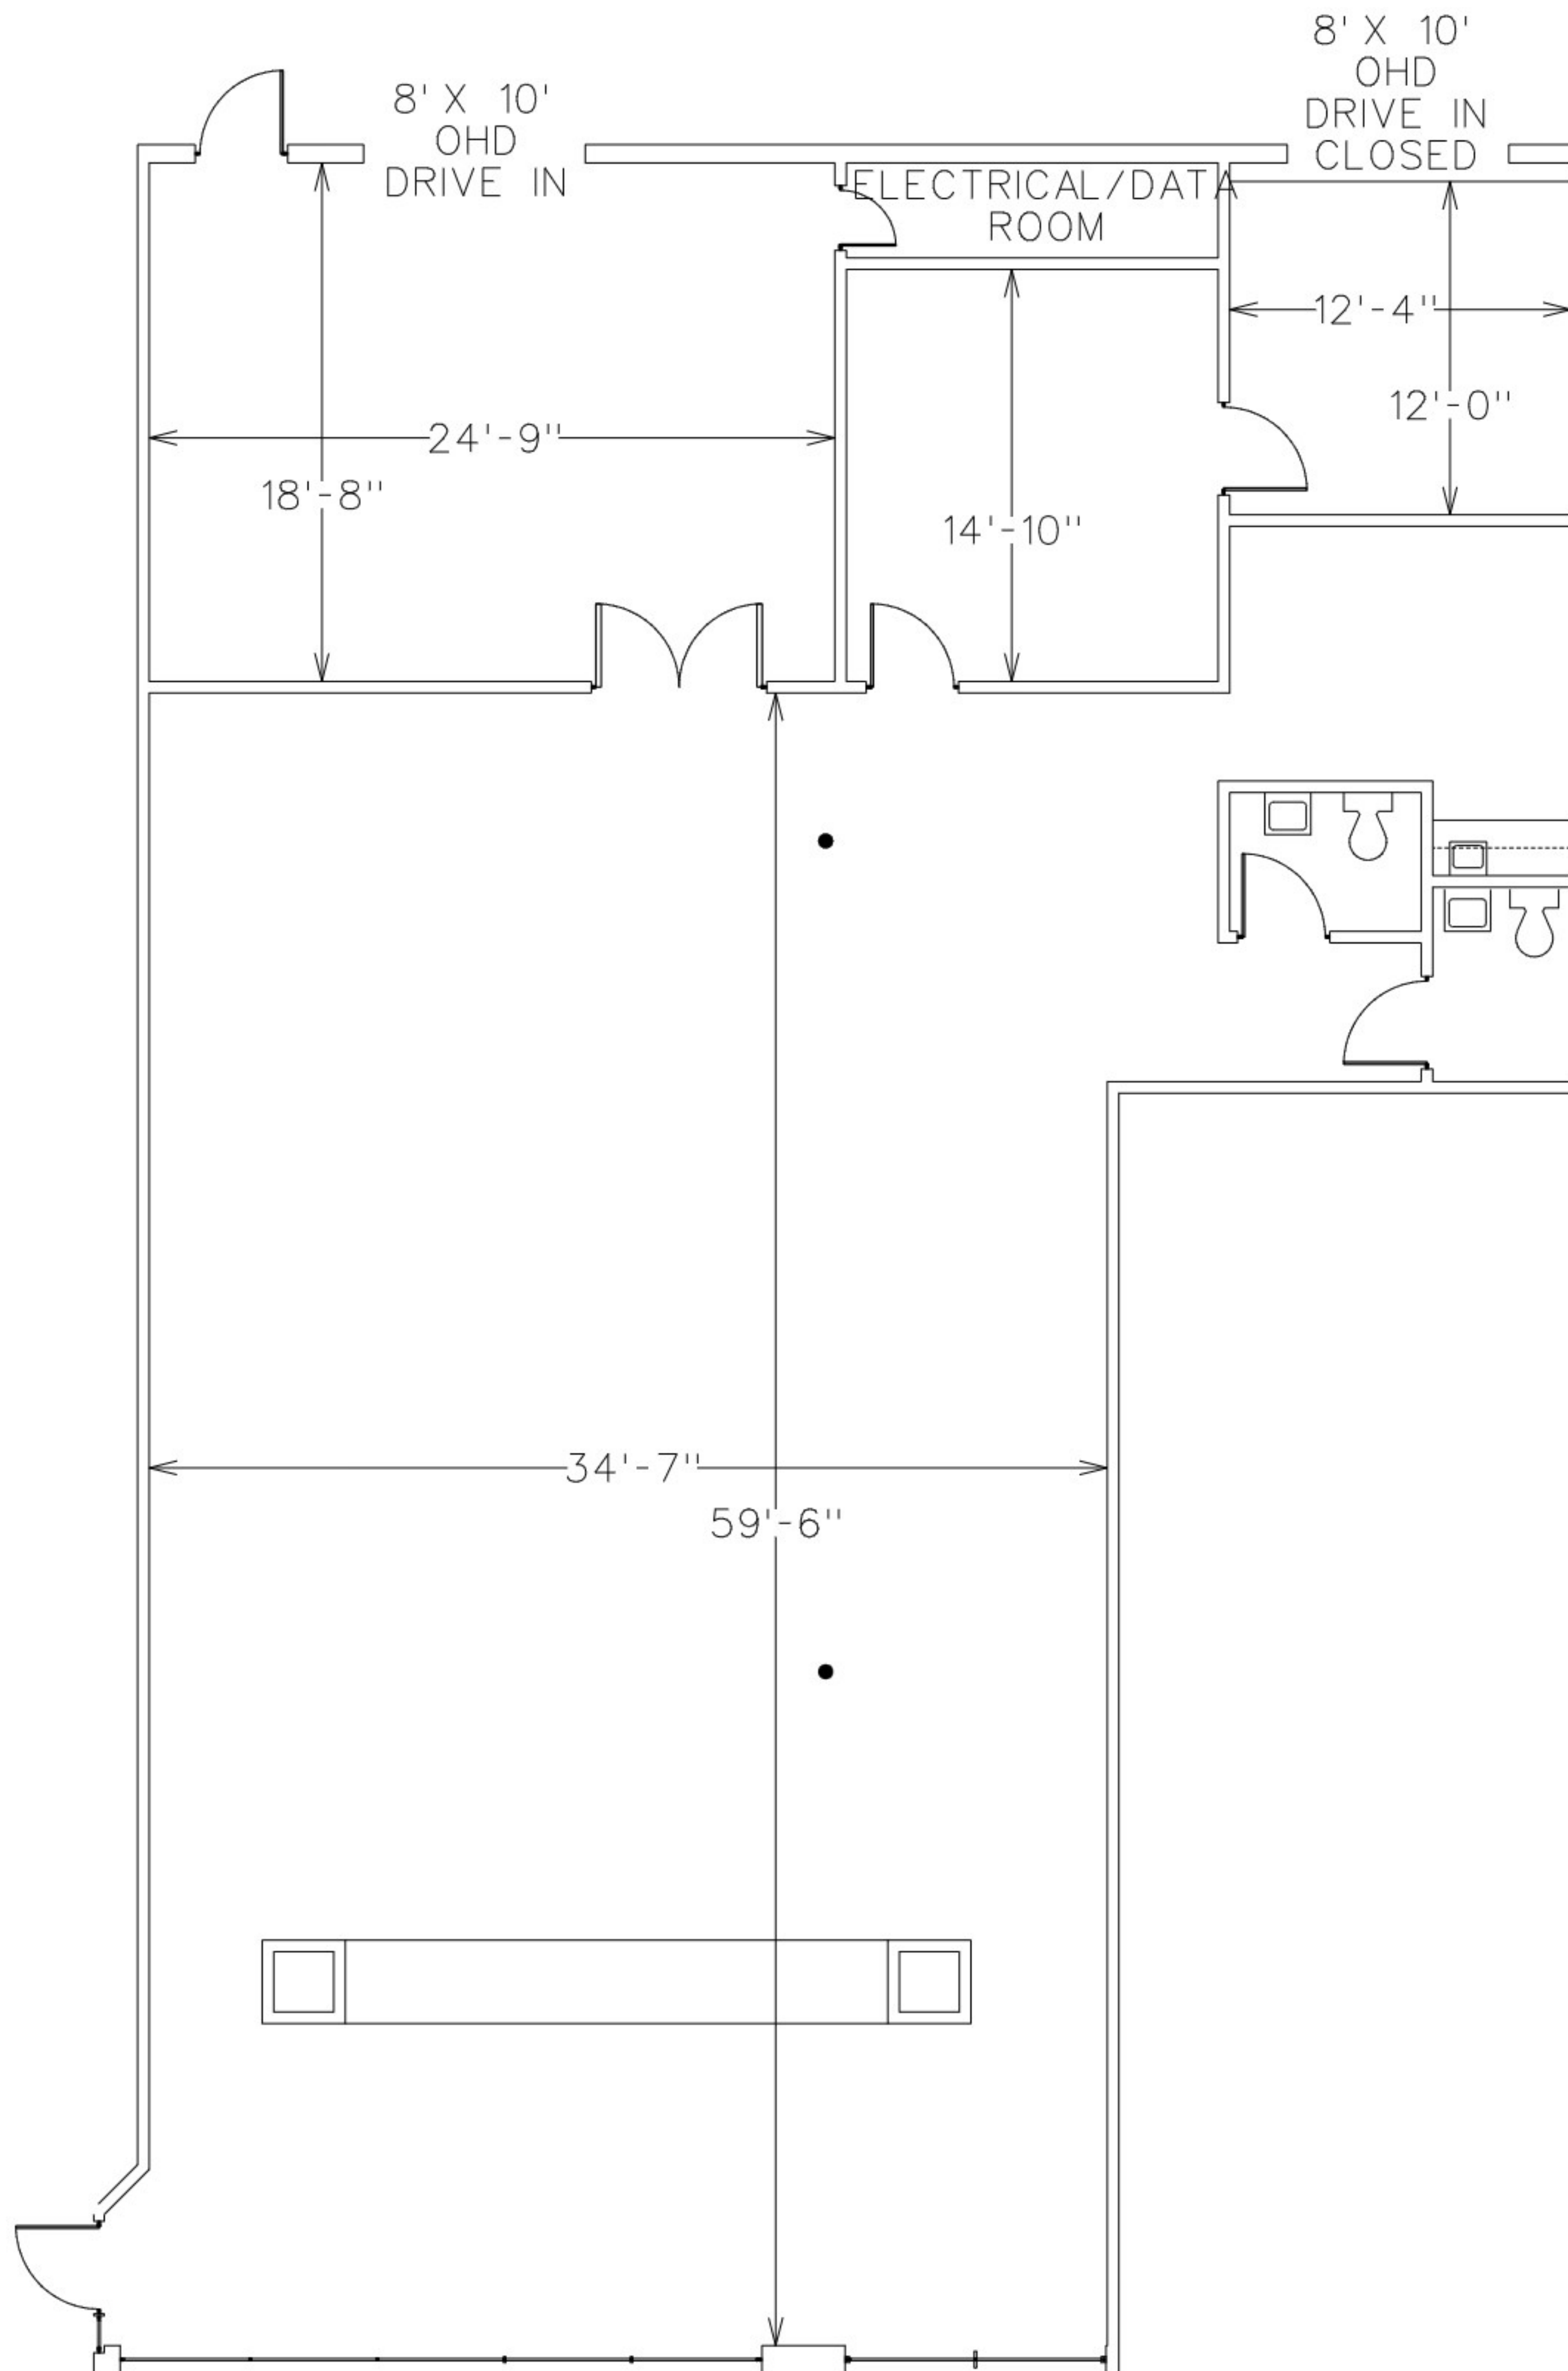 8' X 10'
OHD
DRIVE IN
CLOSED
8' X 10'
OHD
DRIVE IN
ELECTRICAL/DATA
ROOM
12'-4"
12'-0"
24'-9"
18'-8"
14'-10"
34'-7"
59'-6"